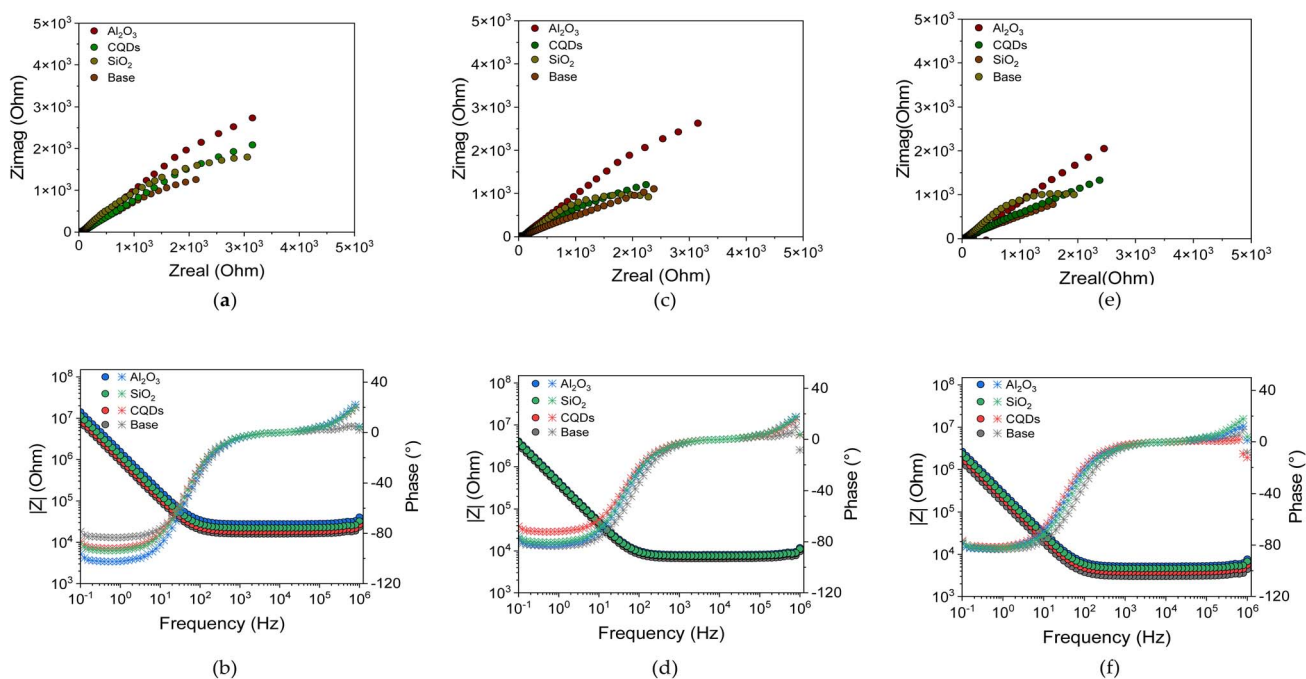 5×10³
4×10³
3×10³
2×10³
1×10³
0
Zimag (Ohm)
Al₂O₃
CQDs
SiO₂
Base
0 1×10³ 2×10³ 3×10³ 4×10³ 5×10³
Zreal (Ohm)
(a)
5×10³
4×10³
3×10³
2×10³
1×10³
0
Zimag (Ohm)
Al₂O₃
CQDs
SiO₂
Base
0 1×10³ 2×10³ 3×10³ 4×10³ 5×10³
Zreal (Ohm)
(c)
5×10³
4×10³
3×10³
2×10³
1×10³
0
Zimag(Ohm)
Al₂O₃
CQDs
SiO₂
Base
0 1×10³ 2×10³ 3×10³ 4×10³ 5×10³
Zreal(Ohm)
(e)
10⁸
10⁷
10⁶
10⁵
10⁴
10³
|Z| (Ohm)
Al₂O₃
SiO₂
CQDs
Base
40
0
-40
-80
-120
Phase (°)
10⁻¹ 10⁰ 10¹ 10² 10³ 10⁴ 10⁵ 10⁶
Frequency (Hz)
(b)
10⁸
10⁷
10⁶
10⁵
10⁴
10³
|Z| (Ohm)
Al₂O₃
SiO₂
CQDs
Base
40
0
-40
-80
-120
Phase (°)
10⁻¹ 10⁰ 10¹ 10² 10³ 10⁴ 10⁵ 10⁶
Frequency (Hz)
(d)
10⁸
10⁷
10⁶
10⁵
10⁴
10³
|Z| (Ohm)
Al₂O₃
SiO₂
CQDs
Base
40
0
-40
-80
-120
Phase (°)
10⁻¹ 10⁰ 10¹ 10² 10³ 10⁴ 10⁵ 10⁶
Frequency (Hz)
(f)